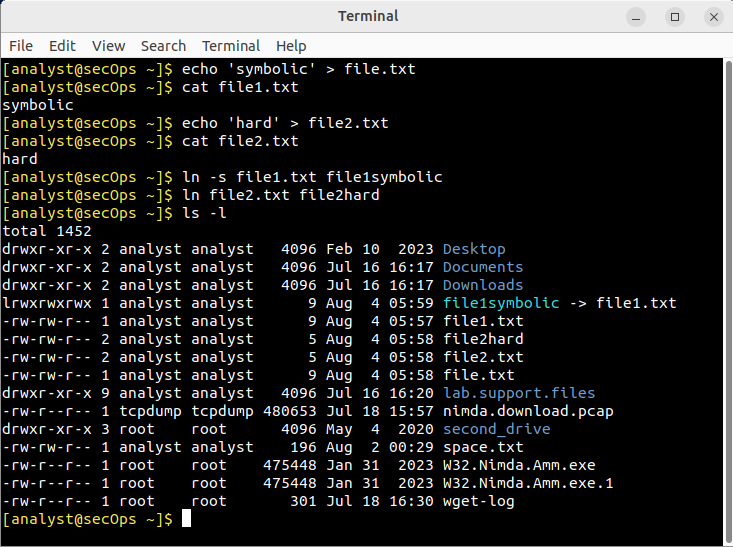 Terminal
File Edit View Search Terminal Help
[analyst@secOps ~]$ echo 'symbolic' > file.txt
[analyst@secOps ~]$ cat file1.txt
symbolic
[analyst@secOps ~]$ echo 'hard' > file2.txt
[analyst@secOps ~]$ cat file2.txt
hard
[analyst@secOps ~]$ ln -s file1.txt file1symbolic
[analyst@secOps ~]$ ln file2.txt file2hard
[analyst@secOps ~]$ ls -l
total 1452
drwxr-xr-x 2 analyst analyst   4096 Feb 10  2023 Desktop
drwxr-xr-x 2 analyst analyst   4096 Jul 16 16:17 Documents
drwxr-xr-x 2 analyst analyst   4096 Jul 16 16:17 Downloads
lrwxrwxrwx 1 analyst analyst      9 Aug  4 05:59 file1symbolic -> file1.txt
-rw-rw-r-- 1 analyst analyst      9 Aug  4 05:57 file1.txt
-rw-rw-r-- 2 analyst analyst      5 Aug  4 05:58 file2hard
-rw-rw-r-- 2 analyst analyst      5 Aug  4 05:58 file2.txt
-rw-rw-r-- 1 analyst analyst      9 Aug  4 05:58 file.txt
drwxr-xr-x 9 analyst analyst   4096 Jul 16 16:20 lab.support.files
-rw-r--r-- 1 tcpdump tcpdump 480653 Jul 18 15:57 nimda.download.pcap
drwxr-xr-x 3 root    root      4096 May  4  2020 second_drive
-rw-rw-r-- 1 analyst analyst    196 Aug  2 00:29 space.txt
-rw-r--r-- 1 root    root    475448 Jan 31  2023 W32.Nimda.Amm.exe
-rw-r--r-- 1 root    root    475448 Jan 31  2023 W32.Nimda.Amm.exe.1
-rw-r--r-- 1 root    root       301 Jul 18 16:30 wget-log
[analyst@secOps ~]$